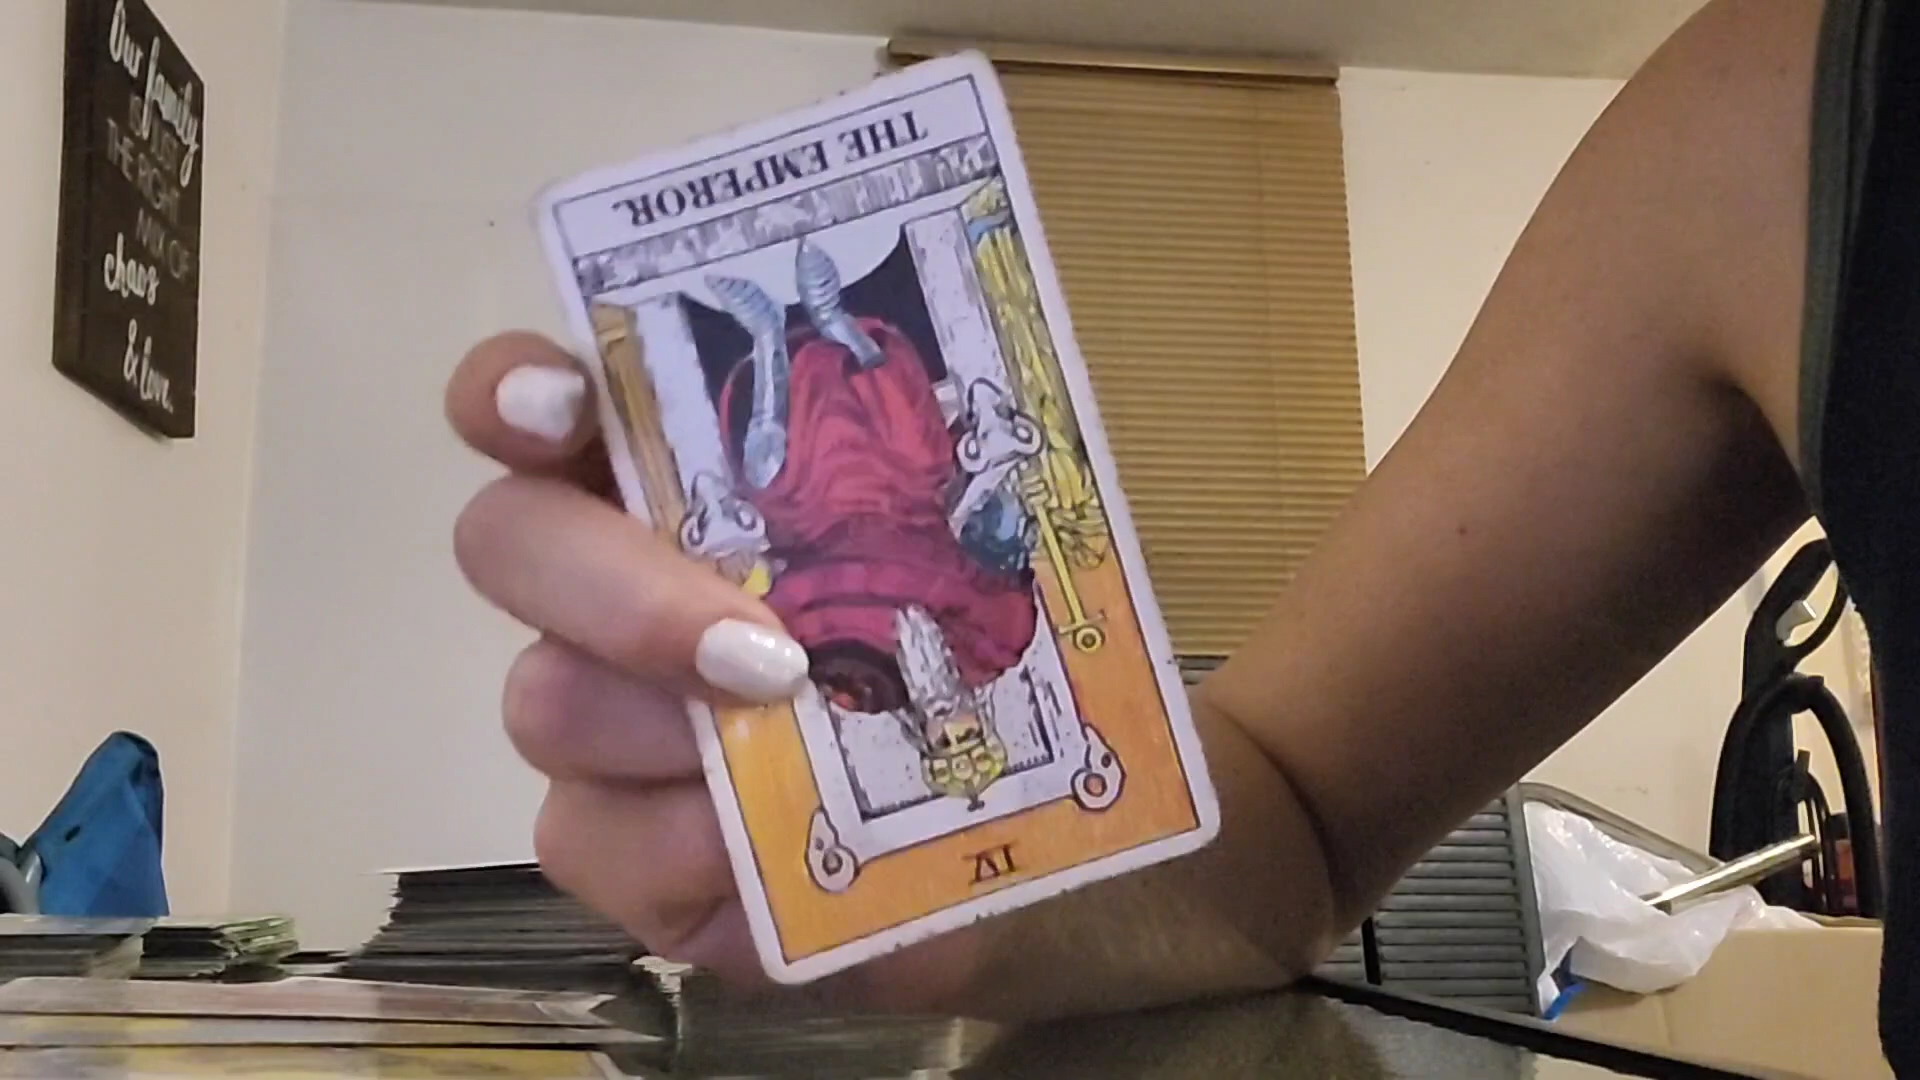 Our family
IS JUST
THE RIGHT
MIX OF
chaos
& love.
THE EMPEROR.
IV